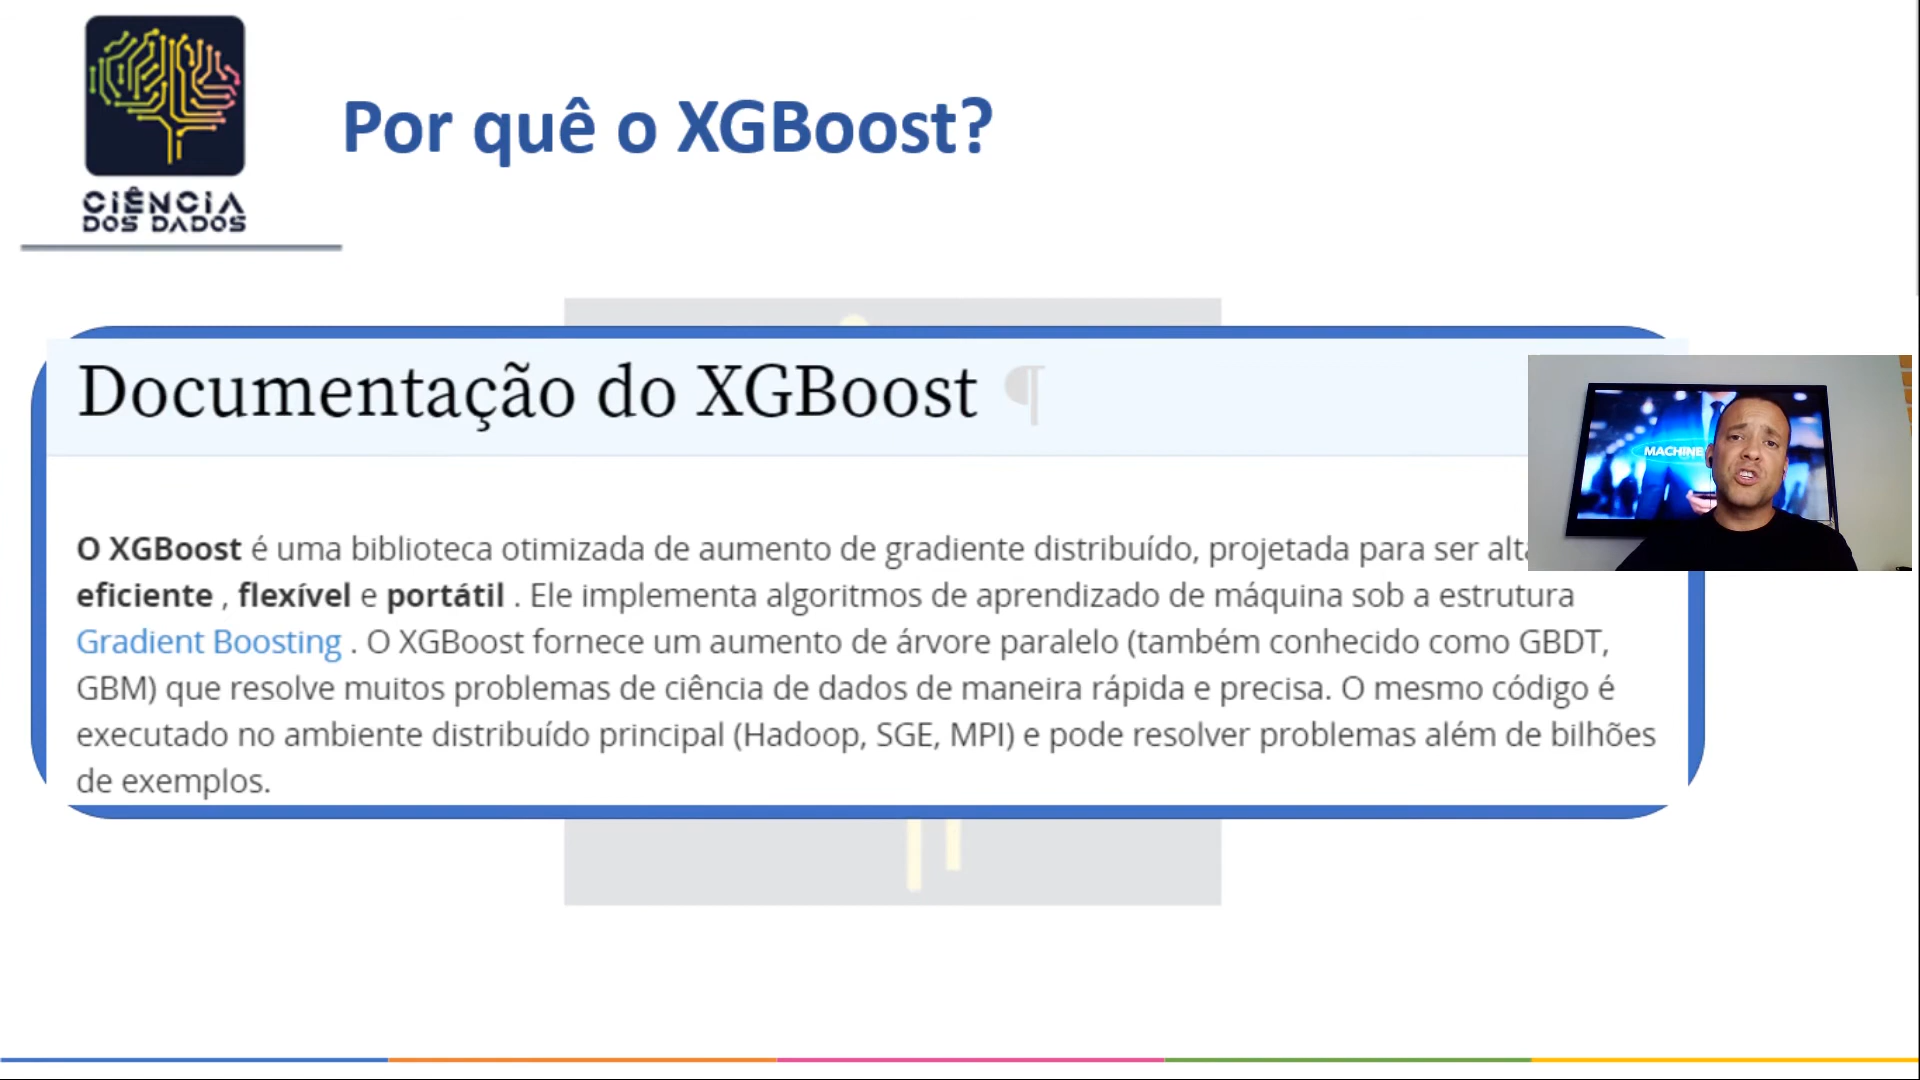 CIÊNCIA
DOS DADOS
Por quê o XGBoost?
Documentação do XGBoost ¶
MACHINE
O XGBoost é uma biblioteca otimizada de aumento de gradiente distribuído, projetada para ser
eficiente , flexível e portátil . Ele implementa algoritmos de aprendizado de máquina sob a estrutura
Gradient Boosting . O XGBoost fornece um aumento de árvore paralelo (também conhecido como GBDT,
GBM) que resolve muitos problemas de ciência de dados de maneira rápida e precisa. O mesmo código é
executado no ambiente distribuído principal (Hadoop, SGE, MPI) e pode resolver problemas além de bilhões
de exemplos.